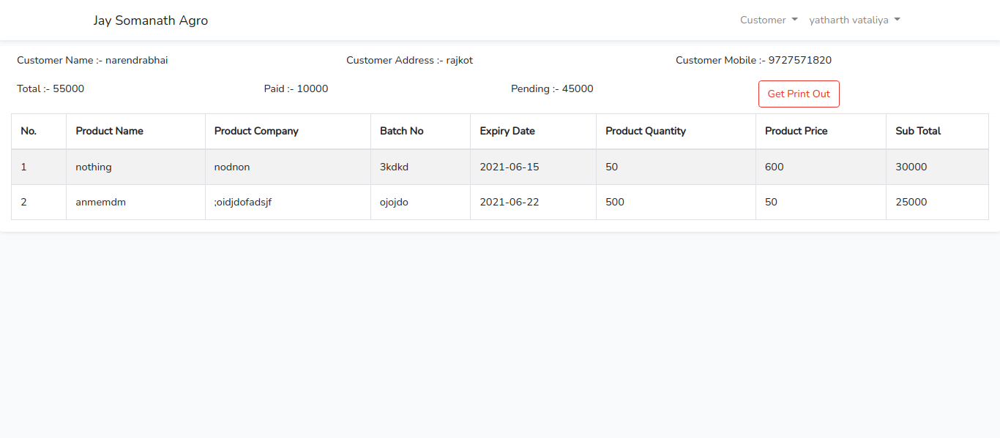 Jay Somanath Agro Customer yatharth vataliya
Customer Name :- narendrabhai Customer Address :- rajkot Customer Mobile :- 9727571820
Total :- 55000 Paid :- 10000 Pending :- 45000 Get Print Out
No. Product Name Product Company Batch No Expiry Date Product Quantity Product Price Sub Total
1 nothing nodnon 3kdkd 2021-06-15 50 600 30000
2 anmemdm ;oidjdofadsjf ojojdo 2021-06-22 500 50 25000